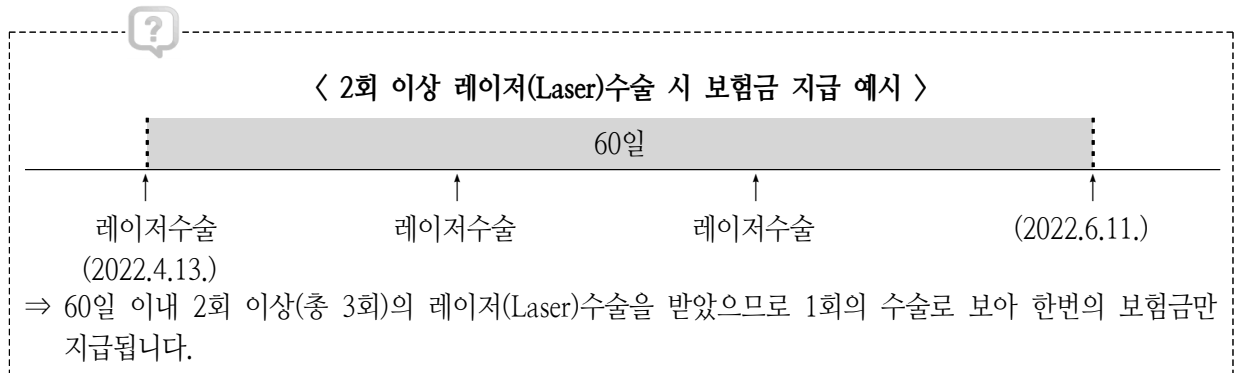 ?
〈 2회 이상 레이저(Laser)수술 시 보험금 지급 예시 〉
60일
레이저수술 레이저수술 레이저수술 (2022.6.11.)
(2022.4.13.)
⇒ 60일 이내 2회 이상(총 3회)의 레이저(Laser)수술을 받았으므로 1회의 수술로 보아 한번의 보험금만
지급됩니다.